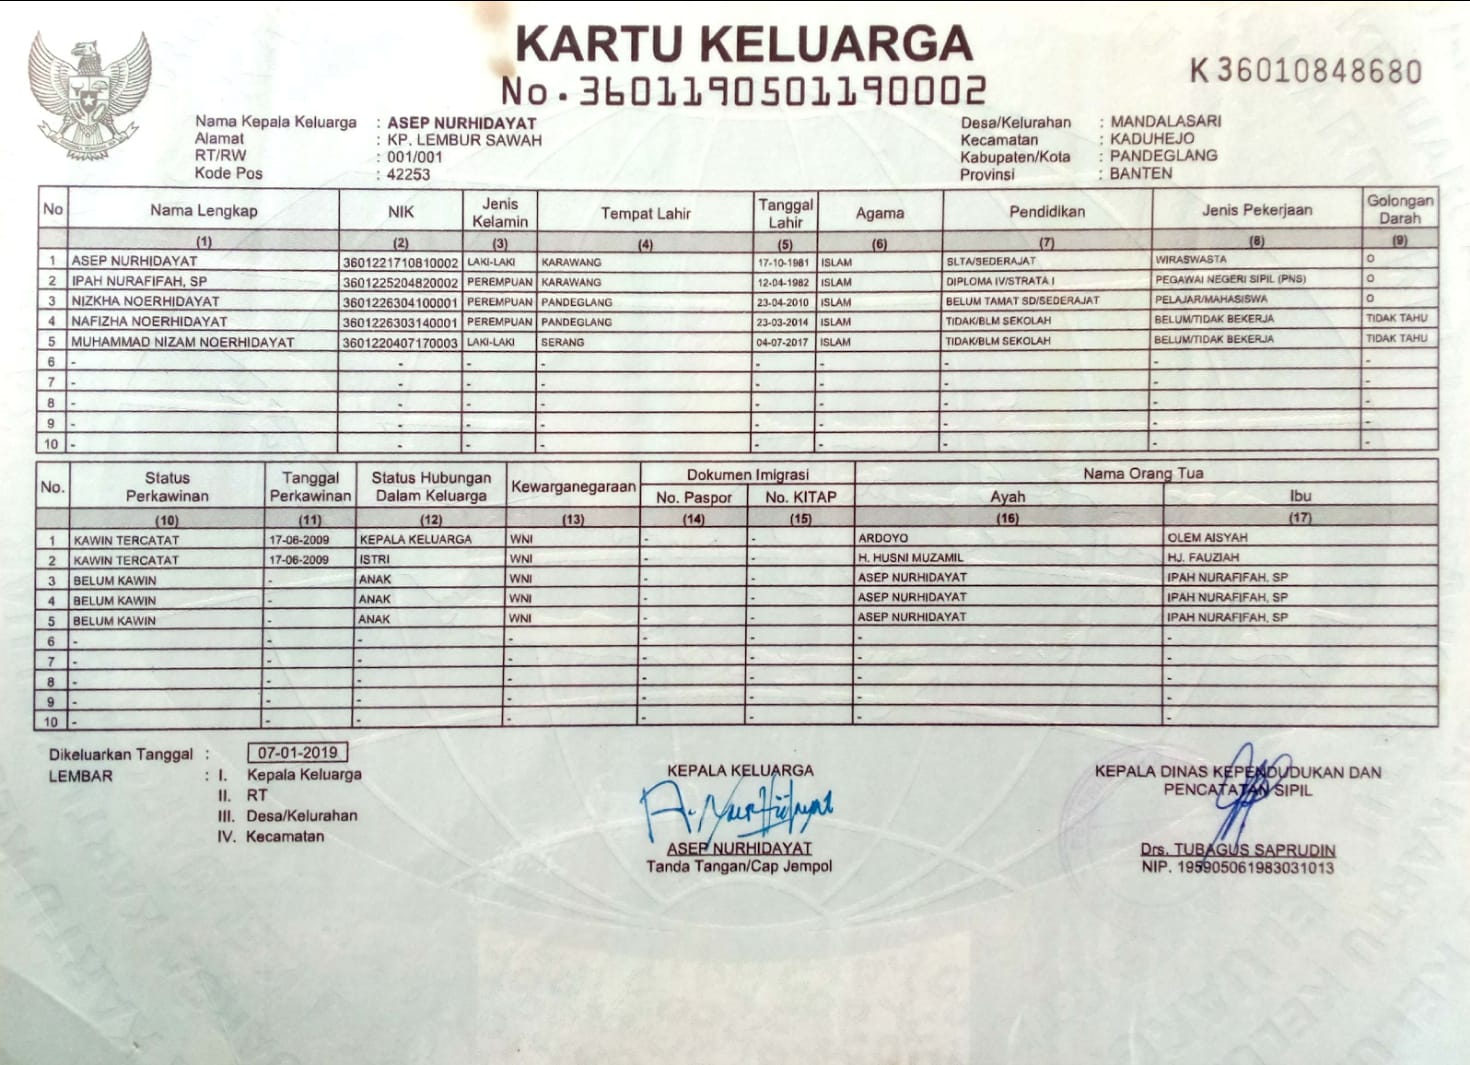 KARTU KELUARGA
No. 3601190501190002
K 36010848680
Nama Kepala Keluarga : ASEP NURHIDAYAT
Alamat : KP. LEMBUR SAWAH
RT/RW : 001/001
Kode Pos : 42253
Desa/Kelurahan : MANDALASARI
Kecamatan : KADUHEJO
Kabupaten/Kota : PANDEGLANG
Provinsi : BANTEN
No Nama Lengkap NIK Jenis Kelamin Tempat Lahir Tanggal Lahir Agama Pendidikan Jenis Pekerjaan Golongan Darah
(1) (2) (3) (4) (5) (6) (7) (8) (9)
1 ASEP NURHIDAYAT 3601221710810002 LAKI-LAKI KARAWANG 17-10-1981 ISLAM SLTA/SEDERAJAT WIRASWASTA O
2 IPAH NURAFIFAH, SP 3601225204820002 PEREMPUAN KARAWANG 12-04-1982 ISLAM DIPLOMA IV/STRATA I PEGAWAI NEGERI SIPIL (PNS) O
3 NIZKHA NOERHIDAYAT 3601226304100001 PEREMPUAN PANDEGLANG 23-04-2010 ISLAM BELUM TAMAT SD/SEDERAJAT PELAJAR/MAHASISWA O
4 NAFIZHA NOERHIDAYAT 3601226303140001 PEREMPUAN PANDEGLANG 23-03-2014 ISLAM TIDAK/BLM SEKOLAH BELUM/TIDAK BEKERJA TIDAK TAHU
5 MUHAMMAD NIZAM NOERHIDAYAT 3601220407170003 LAKI-LAKI SERANG 04-07-2017 ISLAM TIDAK/BLM SEKOLAH BELUM/TIDAK BEKERJA TIDAK TAHU
6 - - - - - - - - -
7 - - - - - - - - -
8 - - - - - - - - -
9 - - - - - - - - -
10 - - - - - - - - -
No. Status Perkawinan Tanggal Perkawinan Status Hubungan Dalam Keluarga Kewarganegaraan Dokumen Imigrasi Nama Orang Tua
No. Paspor No. KITAP Ayah Ibu
(10) (11) (12) (13) (14) (15) (16) (17)
1 KAWIN TERCATAT 17-06-2009 KEPALA KELUARGA WNI - - ARDOYO OLEM AISYAH
2 KAWIN TERCATAT 17-06-2009 ISTRI WNI - - H. HUSNI MUZAMIL HJ. FAUZIAH
3 BELUM KAWIN - ANAK WNI - - ASEP NURHIDAYAT IPAH NURAFIFAH, SP
4 BELUM KAWIN - ANAK WNI - - ASEP NURHIDAYAT IPAH NURAFIFAH, SP
5 BELUM KAWIN - ANAK WNI - - ASEP NURHIDAYAT IPAH NURAFIFAH, SP
6 - - - - - - - -
7 - - - - - - - -
8 - - - - - - - -
9 - - - - - - - -
10 - - - - - - - -
Dikeluarkan Tanggal : 07-01-2019
LEMBAR : I. Kepala Keluarga
II. RT
III. Desa/Kelurahan
IV. Kecamatan
KEPALA KELUARGA
A. Nurhidayat
ASEP NURHIDAYAT
Tanda Tangan/Cap Jempol
KEPALA DINAS KEPENDUDUKAN DAN
PENCATATAN SIPIL
Drs. TUBAGUS SAPRUDIN
NIP. 195905061983031013